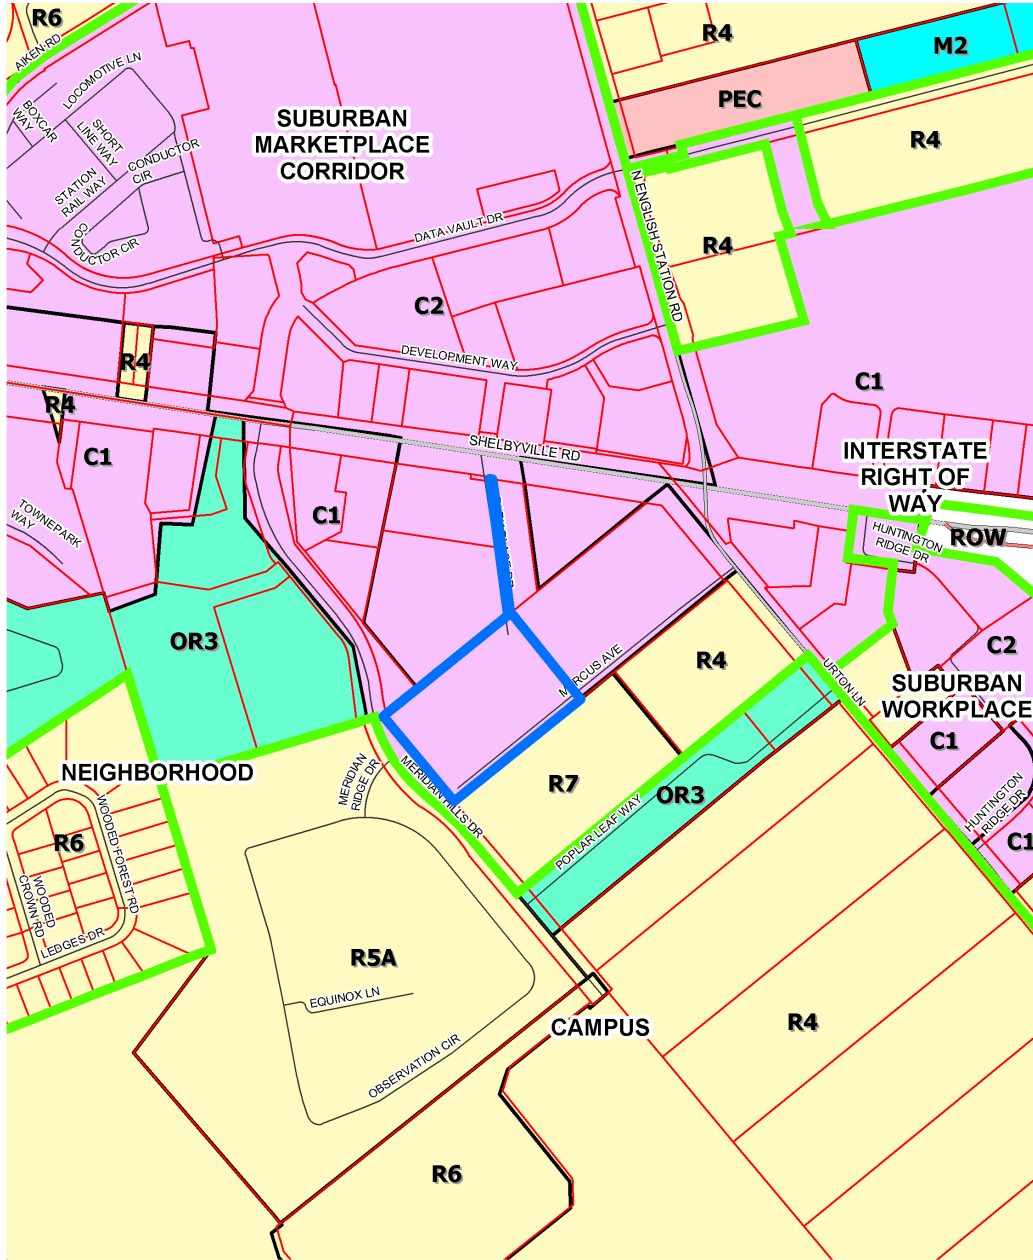 R6
AIKEN RD
LOCOMOTIVE LN
BOXCAR
WAY
SHORT
LINE WAY
CONDUCTOR
CIR
STATION
RAIL WAY
CONDUCTOR CIR
SUBURBAN
MARKETPLACE
CORRIDOR
R4
M2
PEC
R4
DATA VAULT DR
N ENGLISH STATION RD
R4
C2
DEVELOPMENT WAY
R4
R4
C1
C1
SHELBYVILLE RD
INTERSTATE
RIGHT OF
WAY
C1
TOWNEPARK
WAY
HUNTINGTON
RIDGE DR
ROW
OR3
MARCUS AVE
R4
C2
URTON LN
SUBURBAN
WORKPLACE
C1
NEIGHBORHOOD
MERIDIAN
RIDGE DR
MERIDIAN HILLS DR
R7
OR3
POPLAR LEAF WAY
HUNTINGTON
RIDGE DR
C1
R6
WOODED FOREST RD
WOODED
CROWN RD
LEDGES DR
R5A
EQUINOX LN
OBSERVATION CIR
CAMPUS
R4
R6